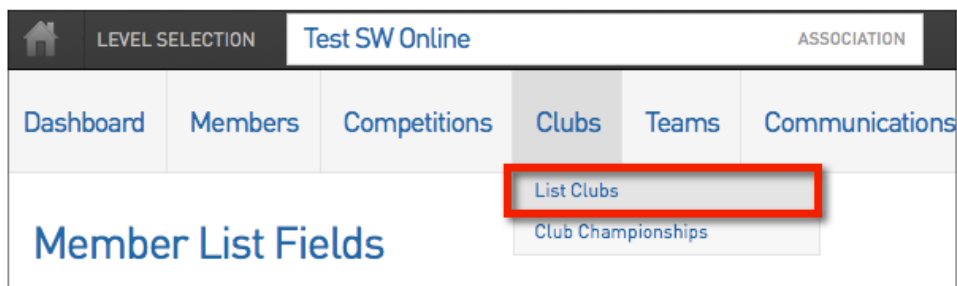 LEVEL SELECTION Test SW Online ASSOCIATION
Dashboard Members Competitions Clubs Teams Communications
List Clubs
Club Championships
Member List Fields